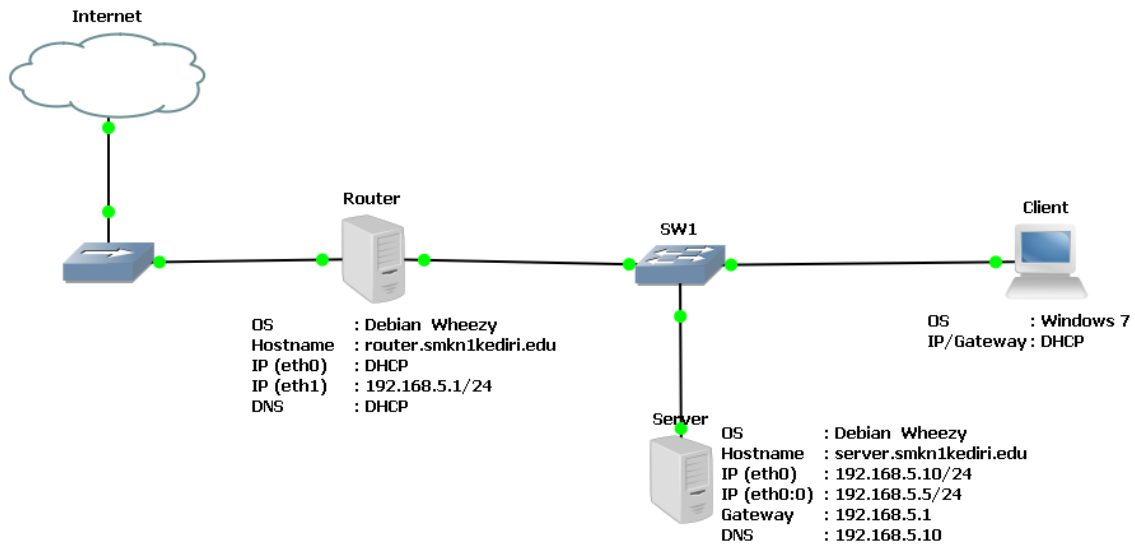 Internet
Router
SW1
Client
OS : Debian Wheezy
Hostname : router.smkn1kediri.edu
IP (eth0) : DHCP
IP (eth1) : 192.168.5.1/24
DNS : DHCP
OS : Windows 7
IP/Gateway : DHCP
Server
OS : Debian Wheezy
Hostname : server.smkn1kediri.edu
IP (eth0) : 192.168.5.10/24
IP (eth0:0) : 192.168.5.5/24
Gateway : 192.168.5.1
DNS : 192.168.5.10